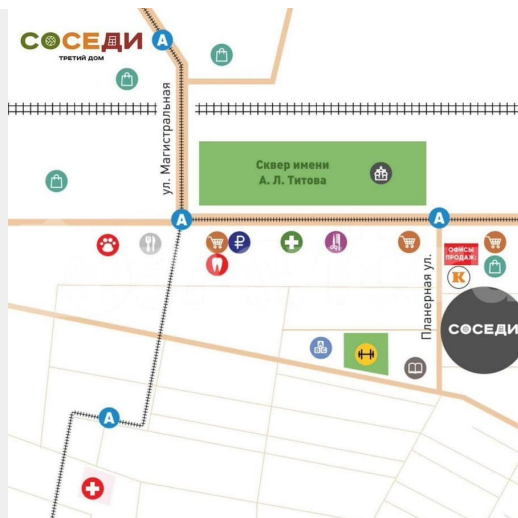 СОСЕДИ
ТРЕТИЙ ДОМ
А
ул. Магистральная
Сквер имени
А. Л. Титова
А
А
₽
ОФИСЫ
ПРОДАЖ:
К
Планерная ул.
СОСЕДИ
А